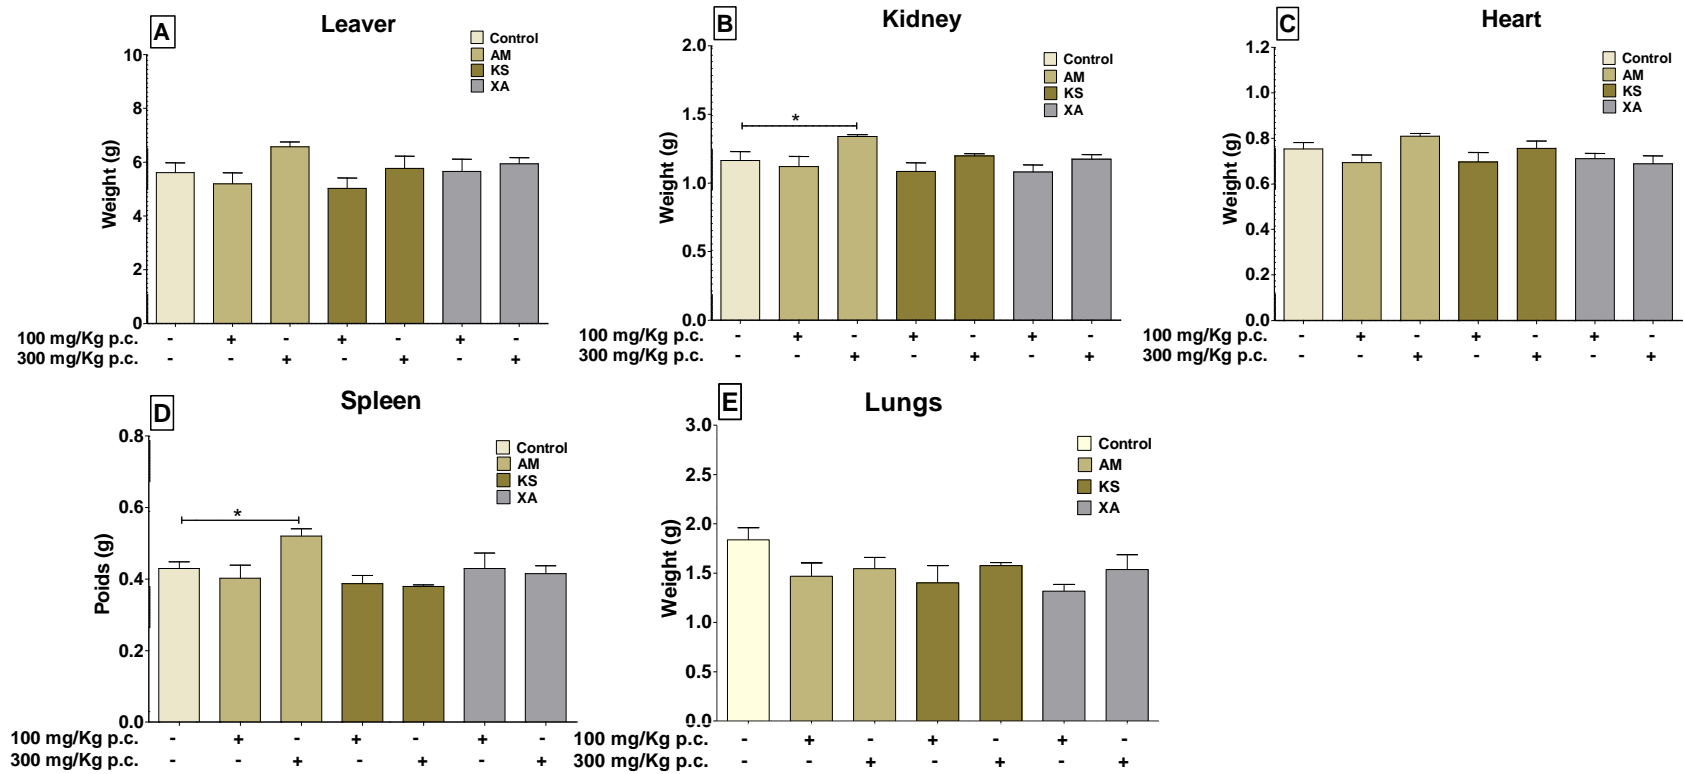 A
Leaver
Control
AM
KS
XA
Weight (g)
10
8
6
4
2
0
100 mg/Kg p.c. - + - + - + -
300 mg/Kg p.c. - - + - + - +
B
Kidney
Control
AM
KS
XA
Weight (g)
2.0
1.5
1.0
0.5
0.0
*
100 mg/Kg p.c. - + - + - + -
300 mg/Kg p.c. - - + - + - +
C
Heart
Control
AM
KS
XA
Weight (g)
1.2
1.0
0.8
0.6
0.4
0.2
0.0
100 mg/Kg p.c. - + - + - + -
300 mg/Kg p.c. - - + - + - +
D
Spleen
Control
AM
KS
XA
Poids (g)
0.8
0.6
0.4
0.2
0.0
*
100 mg/Kg p.c. - + - + - + -
300 mg/Kg p.c. - - + - + - +
E
Lungs
Control
AM
KS
XA
Weight (g)
3.0
2.5
2.0
1.5
1.0
0.5
0.0
100 mg/Kg p.c. - + - + - + -
300 mg/Kg p.c. - - + - + - +